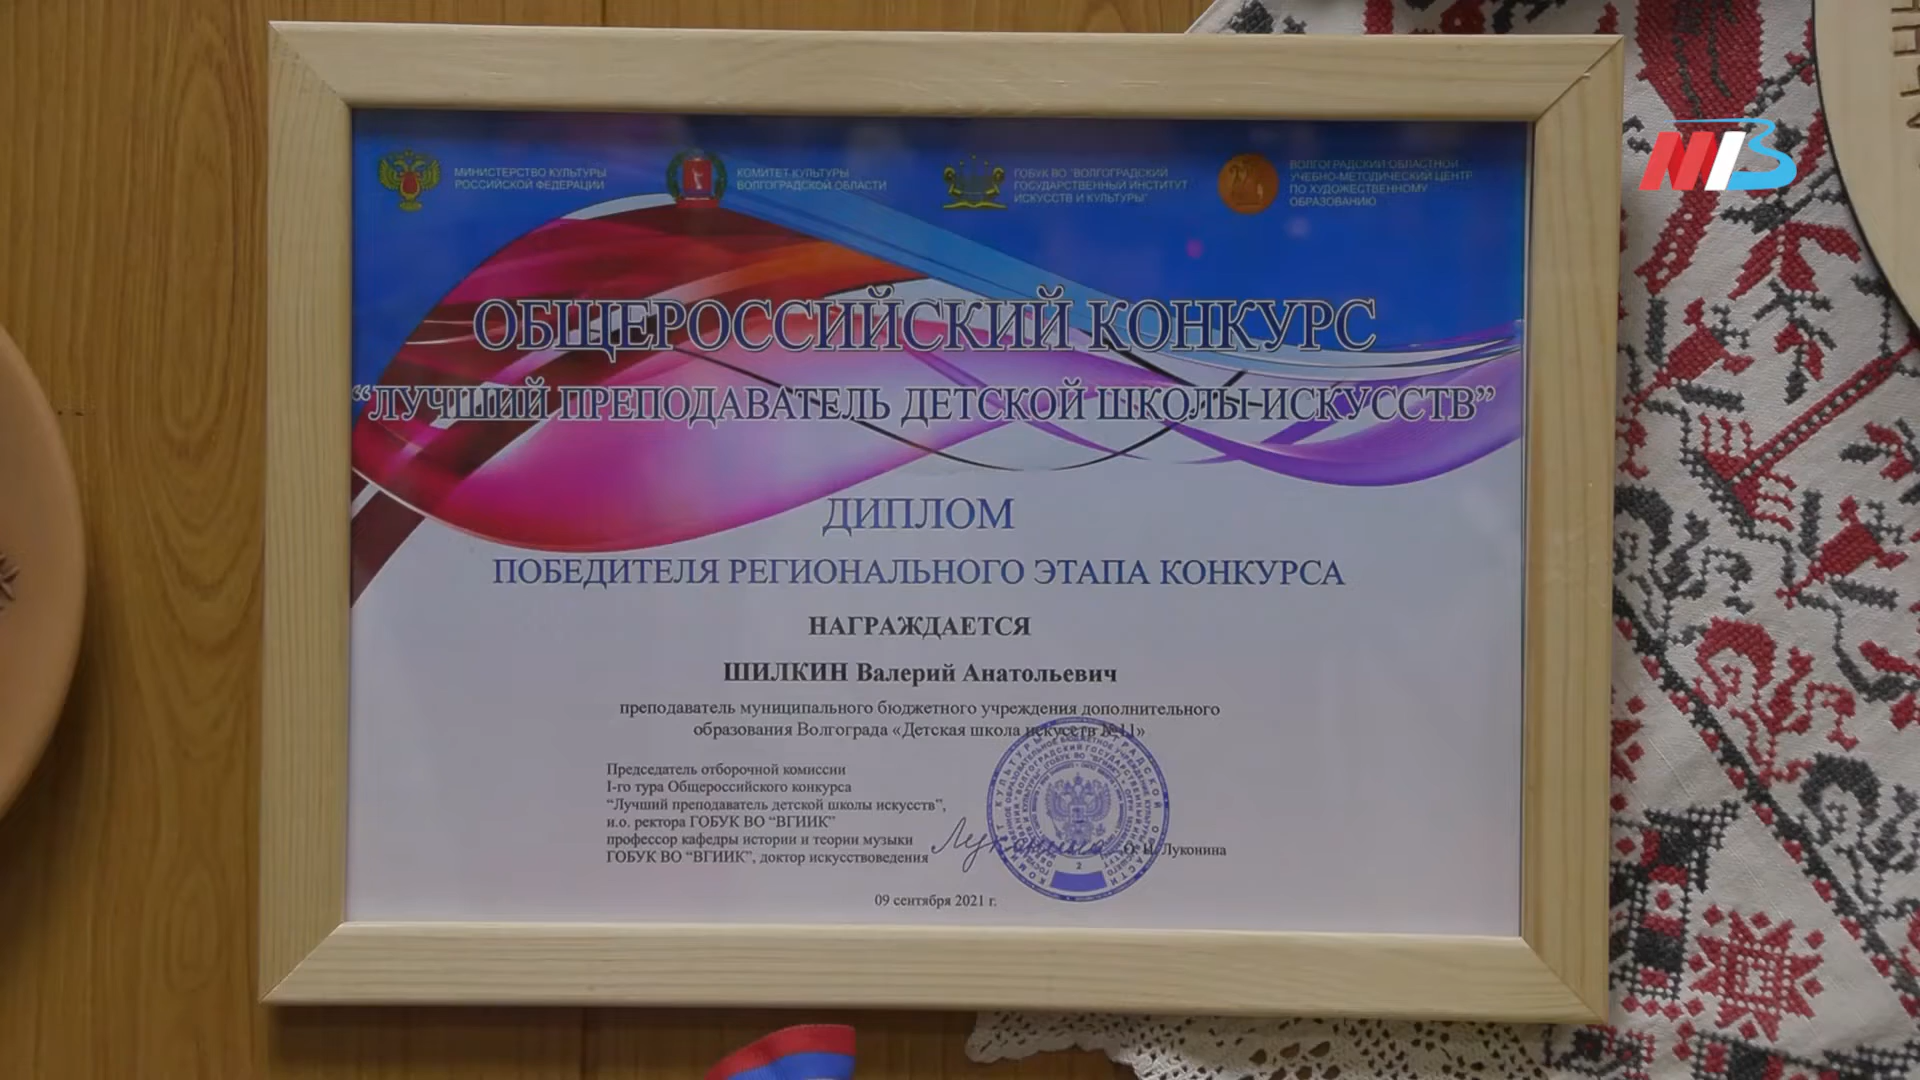 МИНИСТЕРСТВО КУЛЬТУРЫ
РОССИЙСКОЙ ФЕДЕРАЦИИ
КОМИТЕТ КУЛЬТУРЫ
ВОЛГОГРАДСКОЙ ОБЛАСТИ
ГОБУК ВО "ВОЛГОГРАДСКИЙ
ГОСУДАРСТВЕННЫЙ ИНСТИТУТ
ИСКУССТВ И КУЛЬТУРЫ"
ВОЛГОГРАДСКИЙ ОБЛАСТНОЙ
УЧЕБНО-МЕТОДИЧЕСКИЙ ЦЕНТР
ПО ХУДОЖЕСТВЕННОМУ
ОБРАЗОВАНИЮ
ОБЩЕРОССИЙСКИЙ КОНКУРС
“ЛУЧШИЙ ПРЕПОДАВАТЕЛЬ ДЕТСКОЙ ШКОЛЫ ИСКУССТВ”
ДИПЛОМ
ПОБЕДИТЕЛЯ РЕГИОНАЛЬНОГО ЭТАПА КОНКУРСА
НАГРАЖДАЕТСЯ
ШИЛКИН Валерий Анатольевич
преподаватель муниципального бюджетного учреждения дополнительного
образования Волгограда «Детская школа искусств №11»
Председатель отборочной комиссии
I-го тура Общероссийского конкурса
“Лучший преподаватель детской школы искусств”,
и.о. ректора ГОБУК ВО “ВГИИК”
профессор кафедры истории и теории музыки
ГОБУК ВО “ВГИИК”, доктор искусствоведения
О. И. Луконина
09 сентября 2021 г.